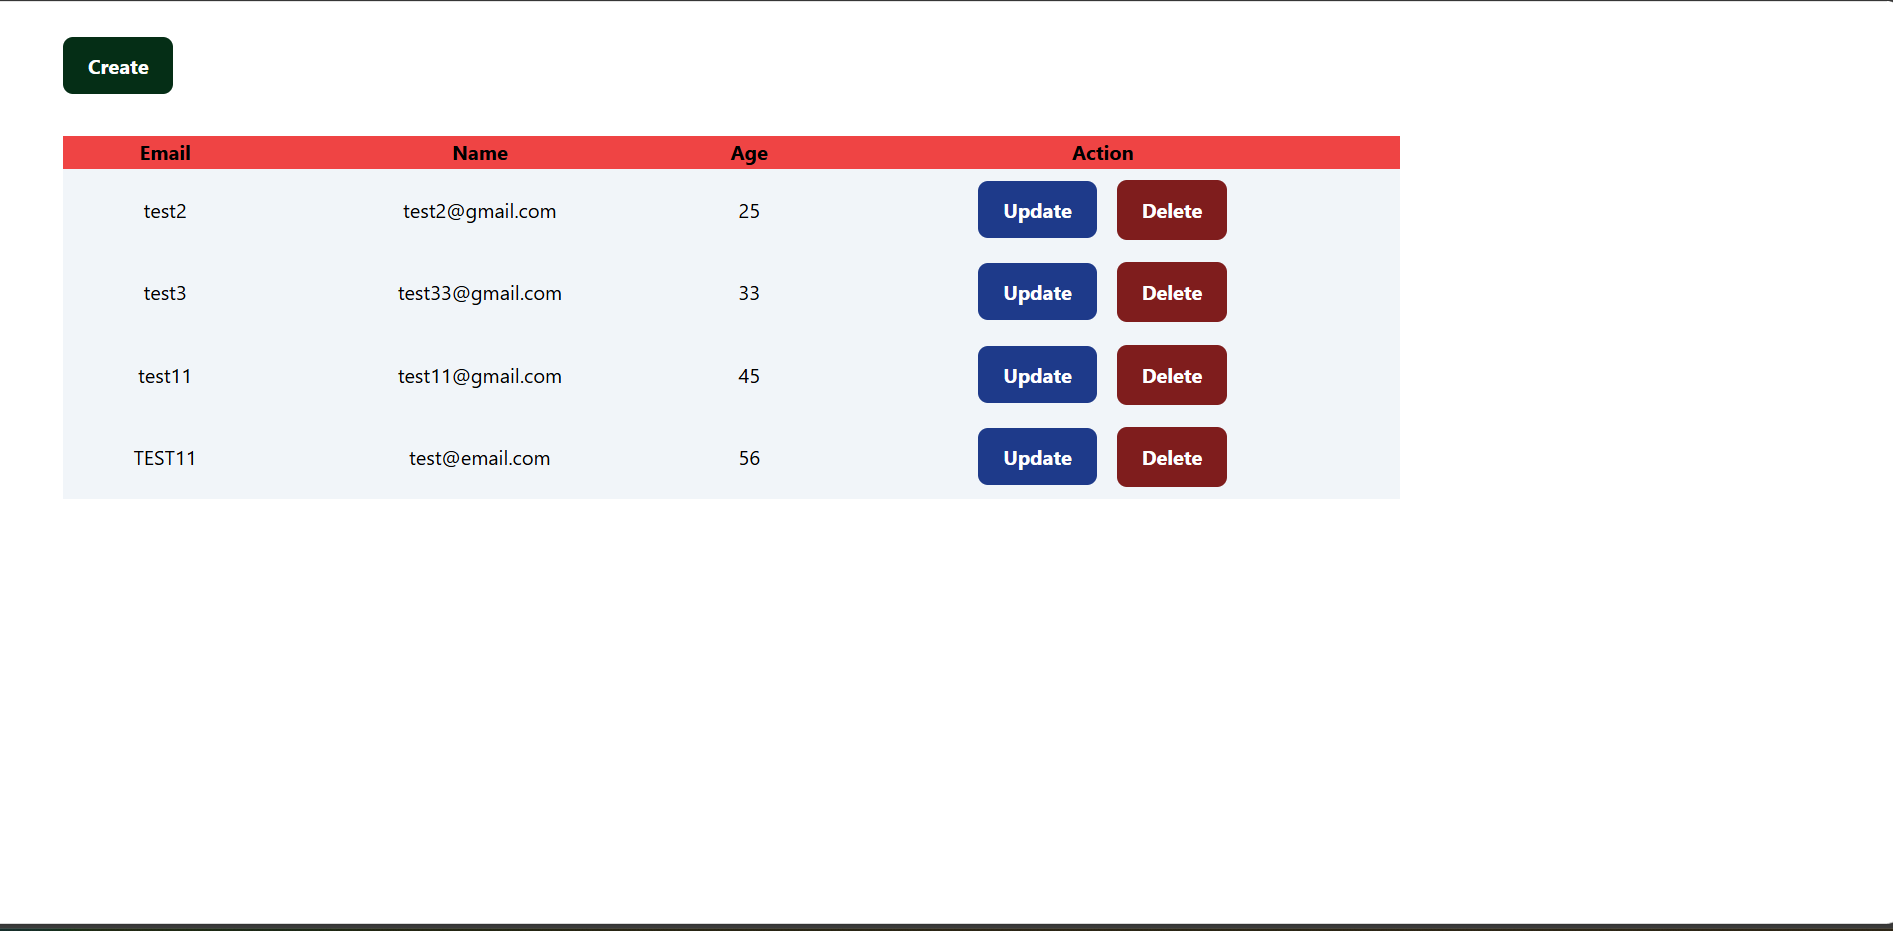 Create
Email Name Age Action
test2 test2@gmail.com 25 Update Delete
test3 test33@gmail.com 33 Update Delete
test11 test11@gmail.com 45 Update Delete
TEST11 test@email.com 56 Update Delete